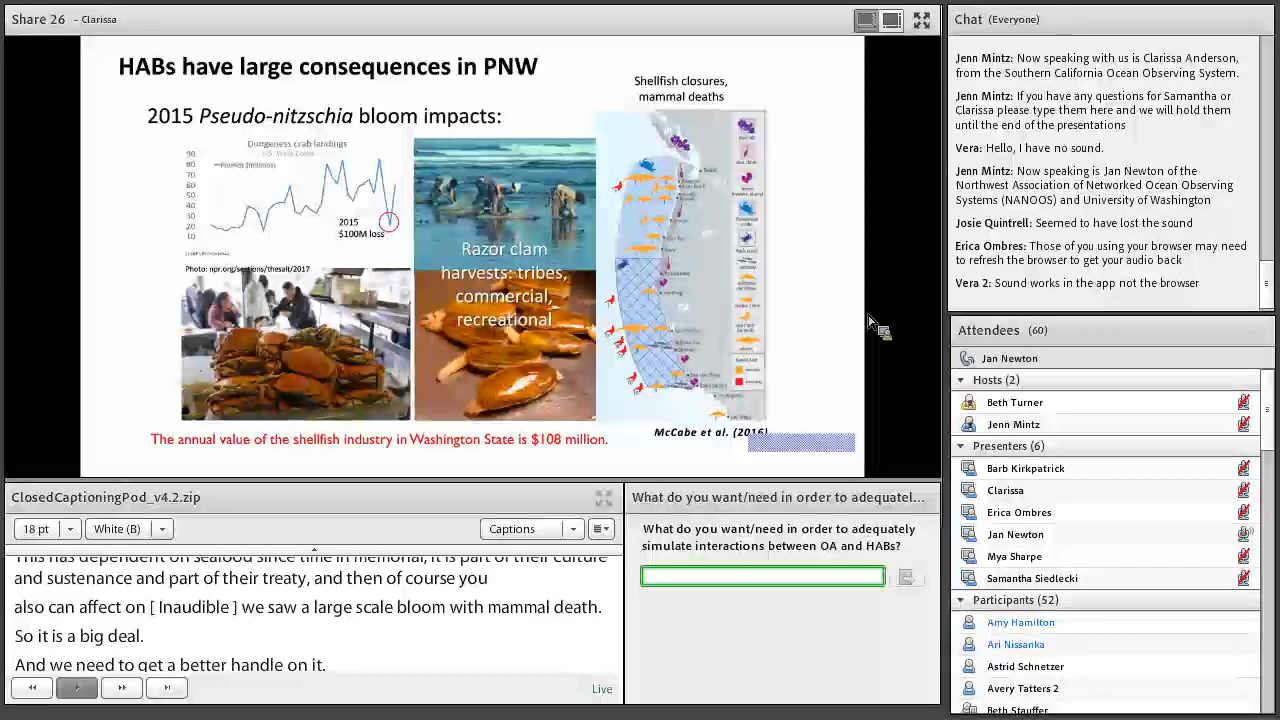 Share 26 - Clarissa
HABs have large consequences in PNW
2015 Pseudo-nitzschia bloom impacts:
Shellfish closures,
mammal deaths
Dungeness crab landings
US West Coast
90
80
70
60
50
40
30
20
10
2015
$100M loss
Photo: npr.org/sections/thesalt/2017
Razor clam
harvests: tribes,
commercial,
recreational
McCabe et al. (2016)
The annual value of the shellfish industry in Washington State is $108 million.
Chat (Everyone)
Jenn Mintz: Now speaking with us is Clarissa Anderson,
from the Southern California Ocean Observing System.
Jenn Mintz: If you have any questions for Samantha or
Clarissa please type them here and we will hold them
until the end of the presentations
Vera: Hello, I have no sound.
Jenn Mintz: Now speaking is Jan Newton of the
Northwest Association of Networked Ocean Observing
Systems (NANOOS) and University of Washington
Josie Quintrell: Seemed to have lost the sound
Erica Ombres: Those of you using your browser may need
to refresh the browser to get your audio back
Vera 2: Sound works in the app not the browser
Attendees (60)
Jan Newton
Hosts (2)
Beth Turner
Jenn Mintz
Presenters (6)
Barb Kirkpatrick
Clarissa
Erica Ombres
Jan Newton
Mya Sharpe
Samantha Siedlecki
Participants (52)
Amy Hamilton
Ari Nissanka
Astrid Schnetzer
Avery Tatters 2
Beth Stauffer
ClosedCaptioningPod_v4.2.zip
18 pt
White (B)
Captions
This has dependent on seafood since time in memorial, it is part of their culture
and sustenance and part of their treaty, and then of course you
also can affect on [ Inaudible ] we saw a large scale bloom with mammal death.
So it is a big deal.
And we need to get a better handle on it.
Live
What do you want/need in order to adequatel...
What do you want/need in order to adequately
simulate interactions between OA and HABs?